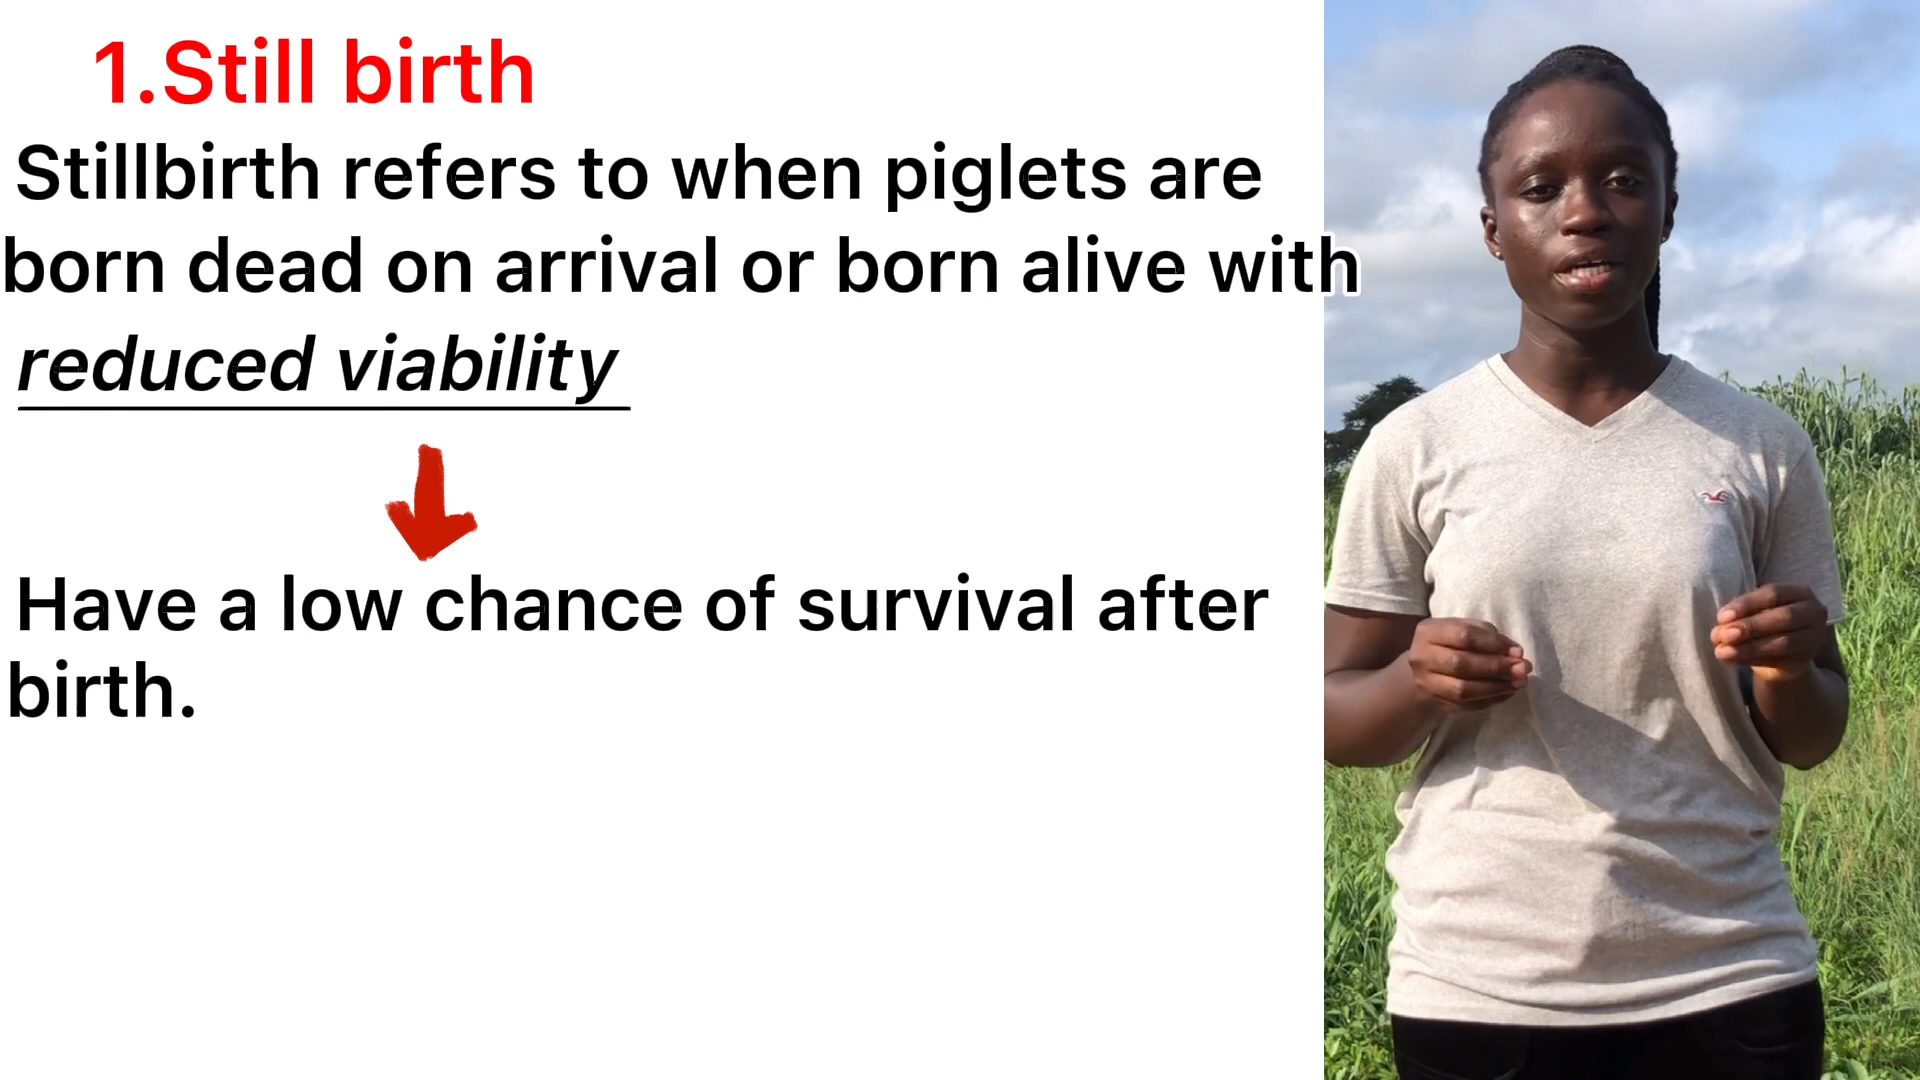 1.Still birth
Stillbirth refers to when piglets are
born dead on arrival or born alive with
reduced viability
Have a low chance of survival after
birth.